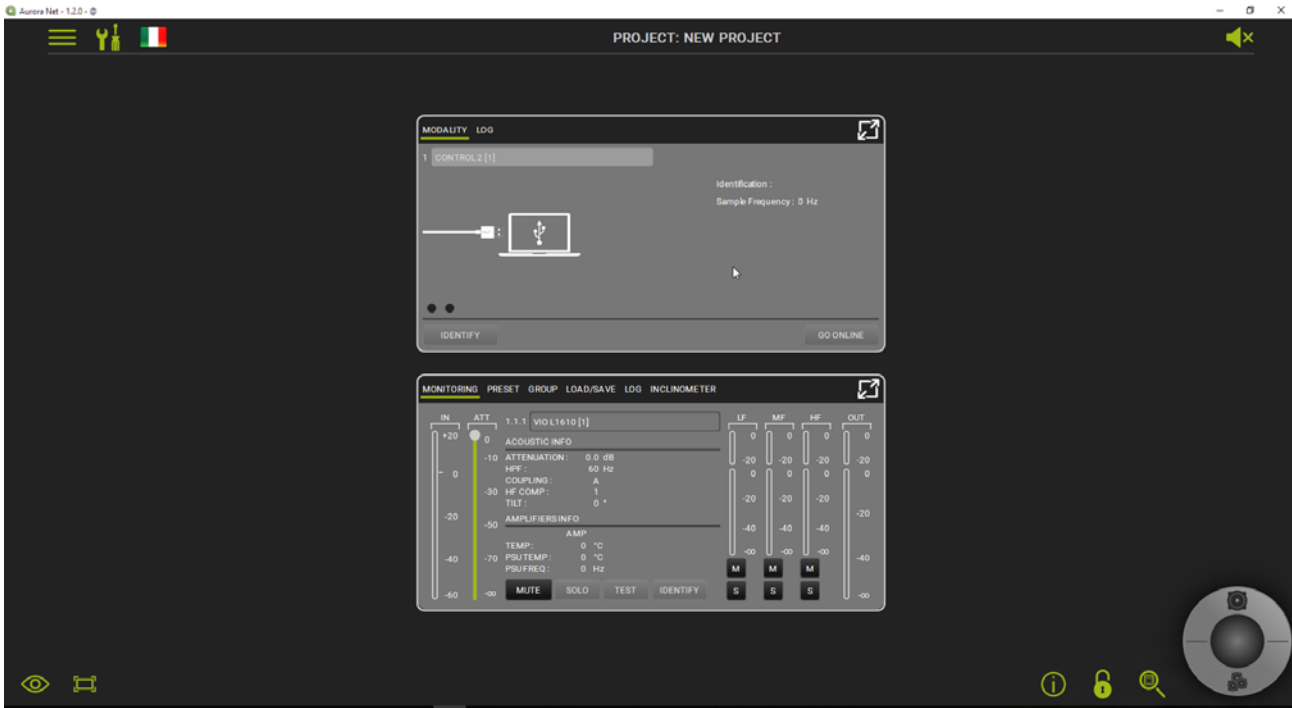 Aurora Net - 1.2.0 - @
PROJECT: NEW PROJECT
MODALITY LOG
1 CONTROL2 [1]
Identification :
Sample Frequency : 0 Hz
IDENTIFY GO ONLINE
MONITORING PRESET GROUP LOAD/SAVE LOG INCLINOMETER
IN ATT 1.1.1 VIO L1610 [1] LF MF HF OUT
+20 0 ACOUSTIC INFO 0 0 0 0
-10 ATTENUATION : 0.0 dB -20 -20 -20 -20
0 HPF : 60 Hz 0 0 0 0
COUPLING : A
-30 HF COMP : 1 -20 -20 -20
TILT : 0 °
-20 -50 AMPLIFIERS INFO -20
AMP -40 -40 -40
TEMP : 0 °C -∞ -∞ -∞
-40 -70 PSU TEMP : 0 °C -40
PSU FREQ : 0 Hz M M M
-60 -∞ MUTE SOLO TEST IDENTIFY S S S -∞